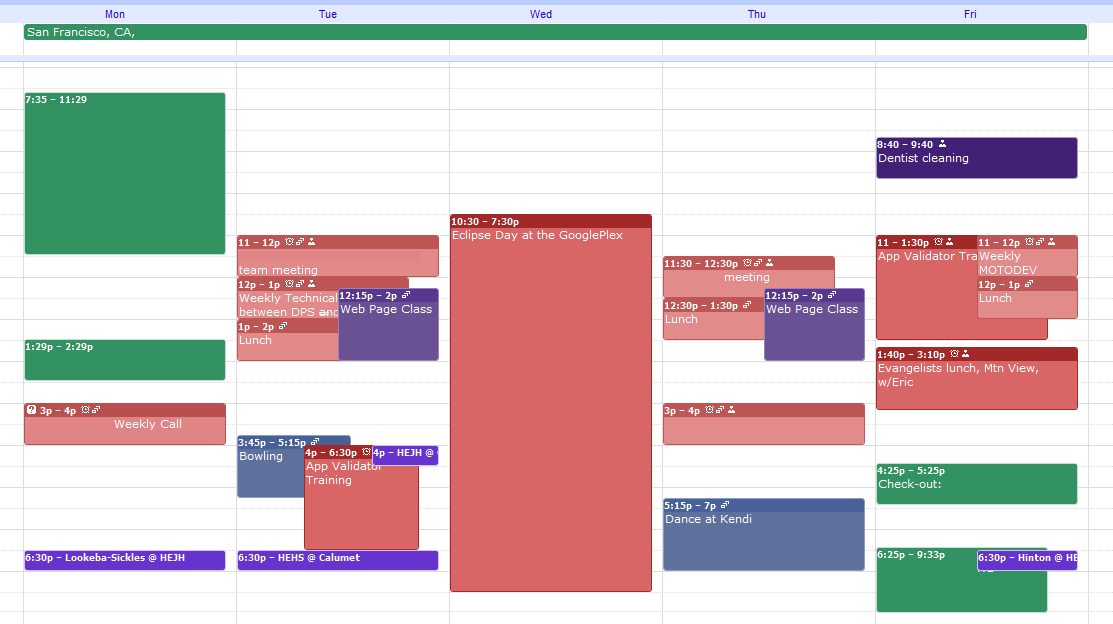 Mon Tue Wed Thu Fri
San Francisco, CA,
7:35 – 11:29
1:29p – 2:29p
3p – 4p
Weekly Call
6:30p – Lookeba-Sickles @ HEJH
11 – 12p
team meeting
12p – 1p
Weekly Technical
between DPS and
12:15p – 2p
Web Page Class
1p – 2p
Lunch
3:45p – 5:15p
Bowling
4p – 6:30p
App Validator
Training
4p – HEJH @
6:30p – HEHS @ Calumet
10:30 – 7:30p
Eclipse Day at the GooglePlex
11:30 – 12:30p
meeting
12:30p – 1:30p
Lunch
12:15p – 2p
Web Page Class
3p – 4p
5:15p – 7p
Dance at Kendi
8:40 – 9:40
Dentist cleaning
11 – 1:30p
App Validator Tra
11 – 12p
Weekly
MOTODEV
12p – 1p
Lunch
1:40p – 3:10p
Evangelists lunch, Mtn View,
w/Eric
4:25p – 5:25p
Check-out:
6:25p – 9:33p
6:30p – Hinton @ HE